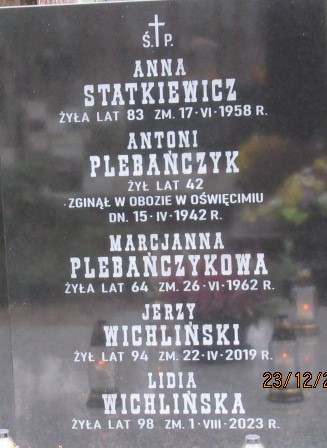 Ś. P.
ANNA
STATKIEWICZ
ŻYŁA LAT 83 ZM. 17-VI-1958 R.
ANTONI
PLEBAŃCZYK
ŻYŁ LAT 42
ZGINĄŁ W OBOZIE W OŚWIĘCIMIU
DN. 15-IV-1942 R.
MARCJANNA
PLEBAŃCZYKOWA
ŻYŁA LAT 64 ZM. 26-VI-1962 R.
JERZY
WICHLIŃSKI
ŻYŁ LAT 94 ZM. 22-IV-2019 R.
LIDIA
WICHLIŃSKA
ŻYŁA LAT 98 ZM. 1-VIII-2023 R.
23/12/2